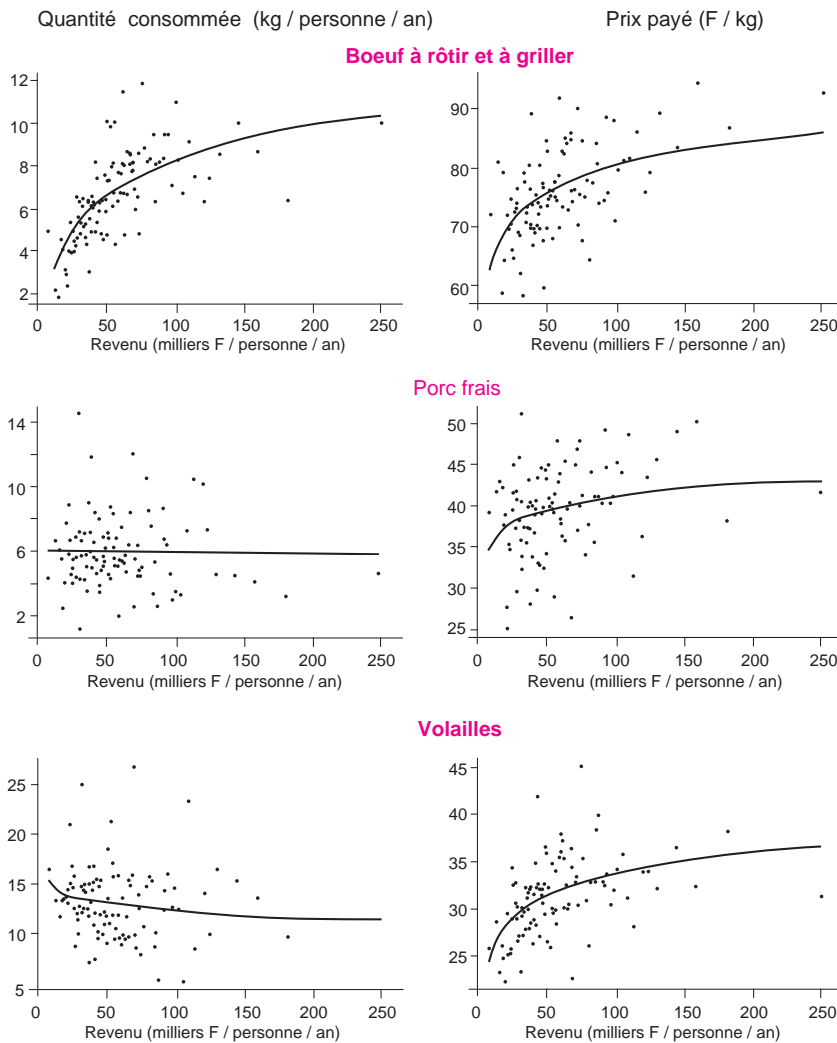 Quantité consommée (kg / personne / an) Prix payé (F / kg)
Boeuf à rôtir et à griller
12
10
8
6
4
2
0 50 100 150 200 250
Revenu (milliers F / personne / an)
90
80
70
60
0 50 100 150 200 250
Revenu (milliers F / personne / an)
Porc frais
14
10
6
2
0 50 100 150 200 250
Revenu (milliers F / personne / an)
50
45
40
35
30
25
0 50 100 150 200 250
Revenu (milliers F / personne / an)
Volailles
25
20
15
10
5
0 50 100 150 200 250
Revenu (milliers F / personne / an)
45
40
35
30
25
0 50 100 150 200 250
Revenu (milliers F / personne / an)